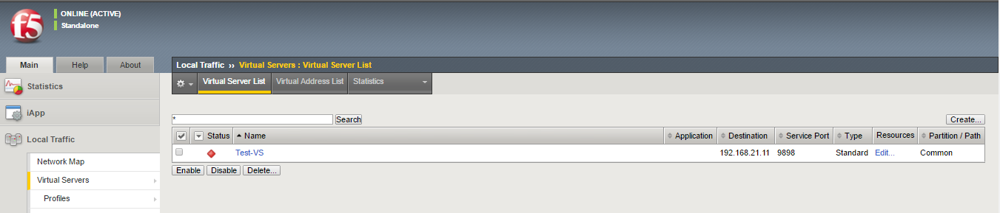 f5
ONLINE (ACTIVE)
Standalone
Main Help About
Local Traffic ›› Virtual Servers : Virtual Server List
Virtual Server List Virtual Address List Statistics
Statistics
iApp
Local Traffic
Network Map
Virtual Servers
Profiles
* Search Create...
Status Name Application Destination Service Port Type Resources Partition / Path
Test-VS 192.168.21.11 9898 Standard Edit... Common
Enable Disable Delete...